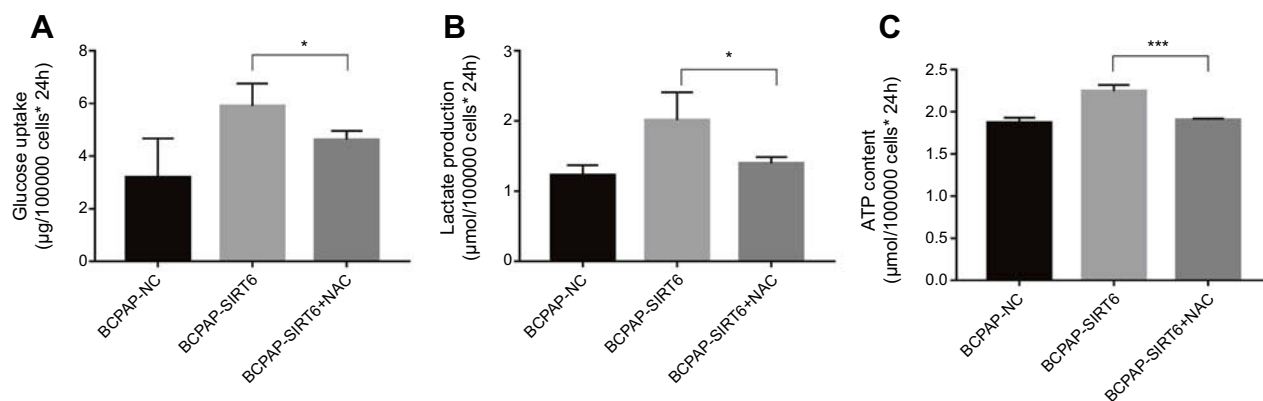 A
Glucose uptake
(µg/100000 cells* 24h)
8
6
4
2
0
*
BCPAP-NC
BCPAP-SIRT6
BCPAP-SIRT6+NAC
B
Lactate production
(µmol/100000 cells* 24h)
3
2
1
0
*
BCPAP-NC
BCPAP-SIRT6
BCPAP-SIRT6+NAC
C
ATP content
(µmol/100000 cells* 24h)
2.5
2.0
1.5
1.0
0.5
0.0
***
BCPAP-NC
BCPAP-SIRT6
BCPAP-SIRT6+NAC